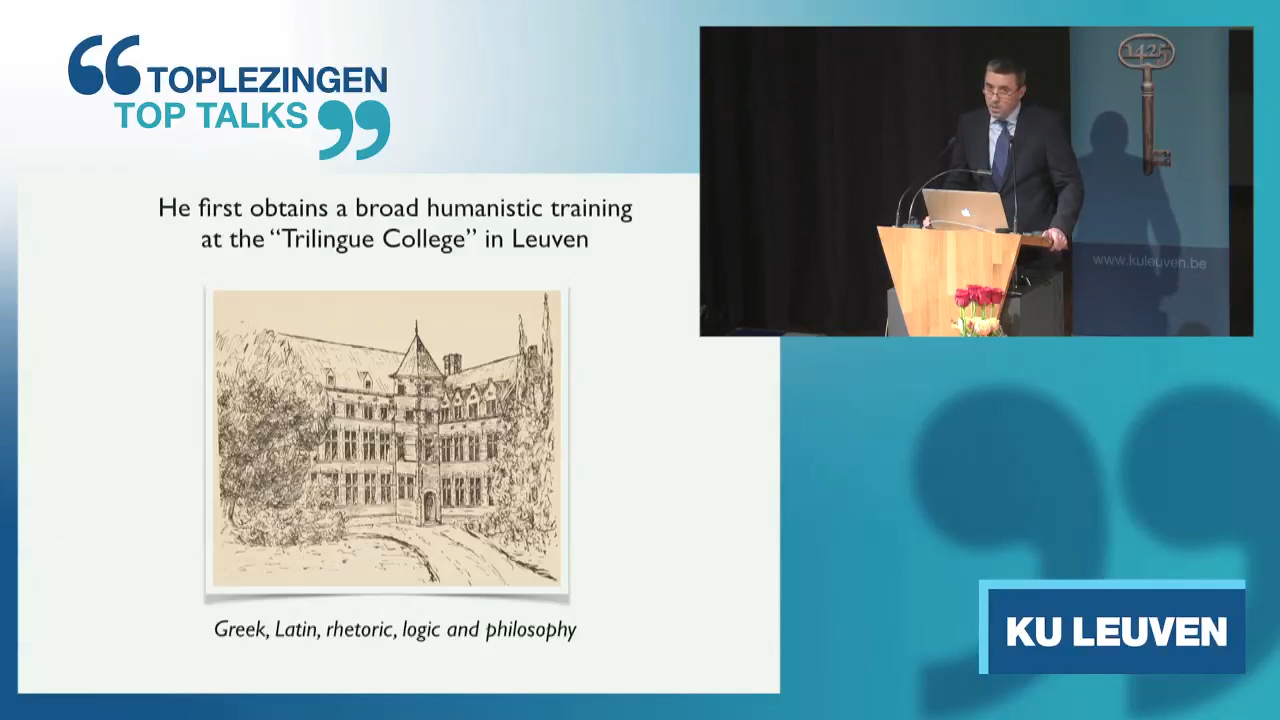 TOPLEZINGEN
TOP TALKS
1425
www.kuleuven.be
He first obtains a broad humanistic training
at the “Trilingue College” in Leuven
Greek, Latin, rhetoric, logic and philosophy
KU LEUVEN